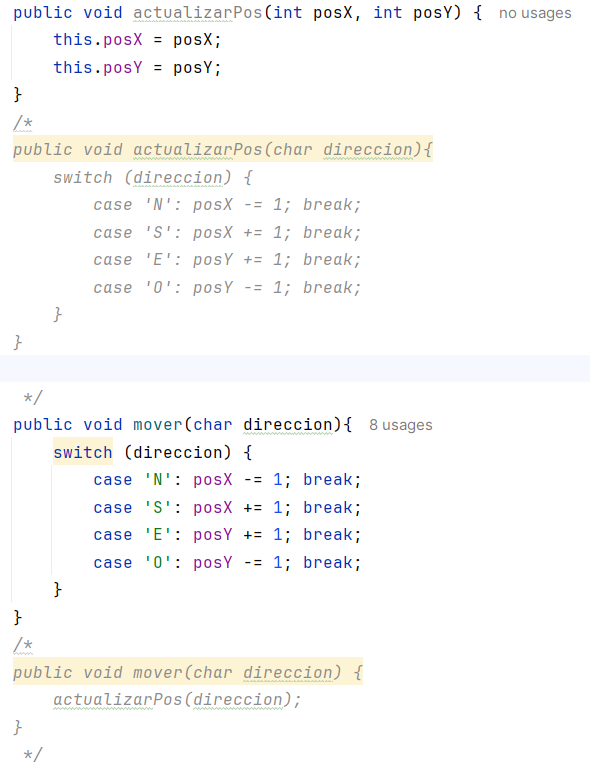 public void actualizarPos(int posX, int posY) { no usages
    this.posX = posX;
    this.posY = posY;
}
/*
public void actualizarPos(char direccion){
    switch (direccion) {
        case 'N': posX -= 1; break;
        case 'S': posX += 1; break;
        case 'E': posY += 1; break;
        case 'O': posY -= 1; break;
    }
}
 */
public void mover(char direccion){ 8 usages
    switch (direccion) {
        case 'N': posX -= 1; break;
        case 'S': posX += 1; break;
        case 'E': posY += 1; break;
        case 'O': posY -= 1; break;
    }
}
/*
public void mover(char direccion) {
    actualizarPos(direccion);
}
 */